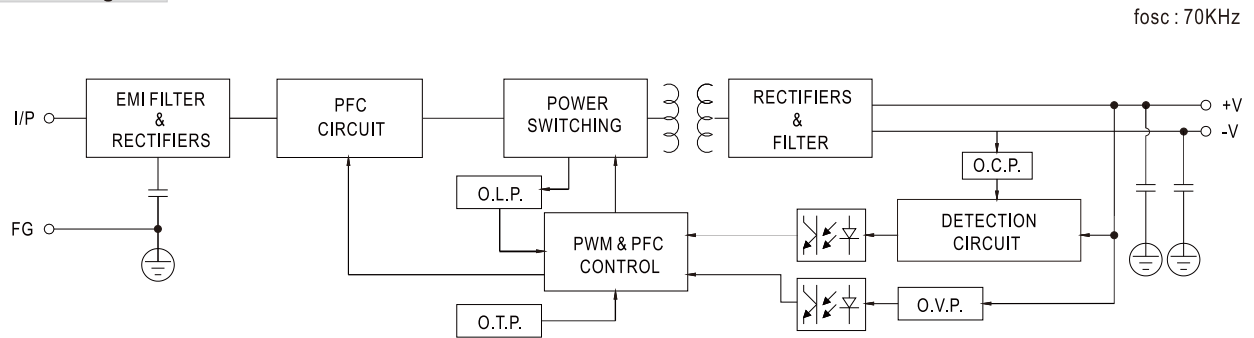 fosc : 70KHz
I/P
EMI FILTER
&
RECTIFIERS
PFC
CIRCUIT
POWER
SWITCHING
RECTIFIERS
&
FILTER
+V
-V
O.C.P.
O.L.P.
FG
PWM & PFC
CONTROL
DETECTION
CIRCUIT
O.T.P.
O.V.P.